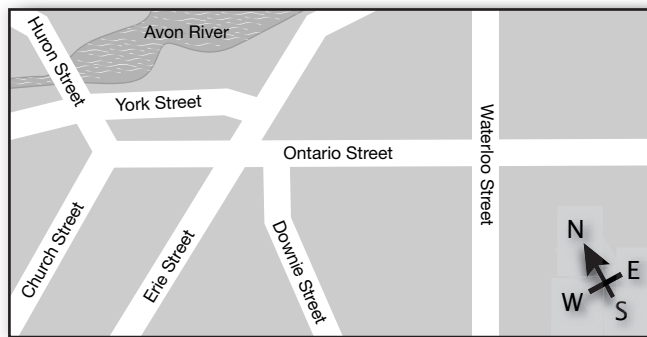 Huron Street
Avon River
York Street
Ontario Street
Waterloo Street
Church Street
Erie Street
Downie Street
N
E
W
S